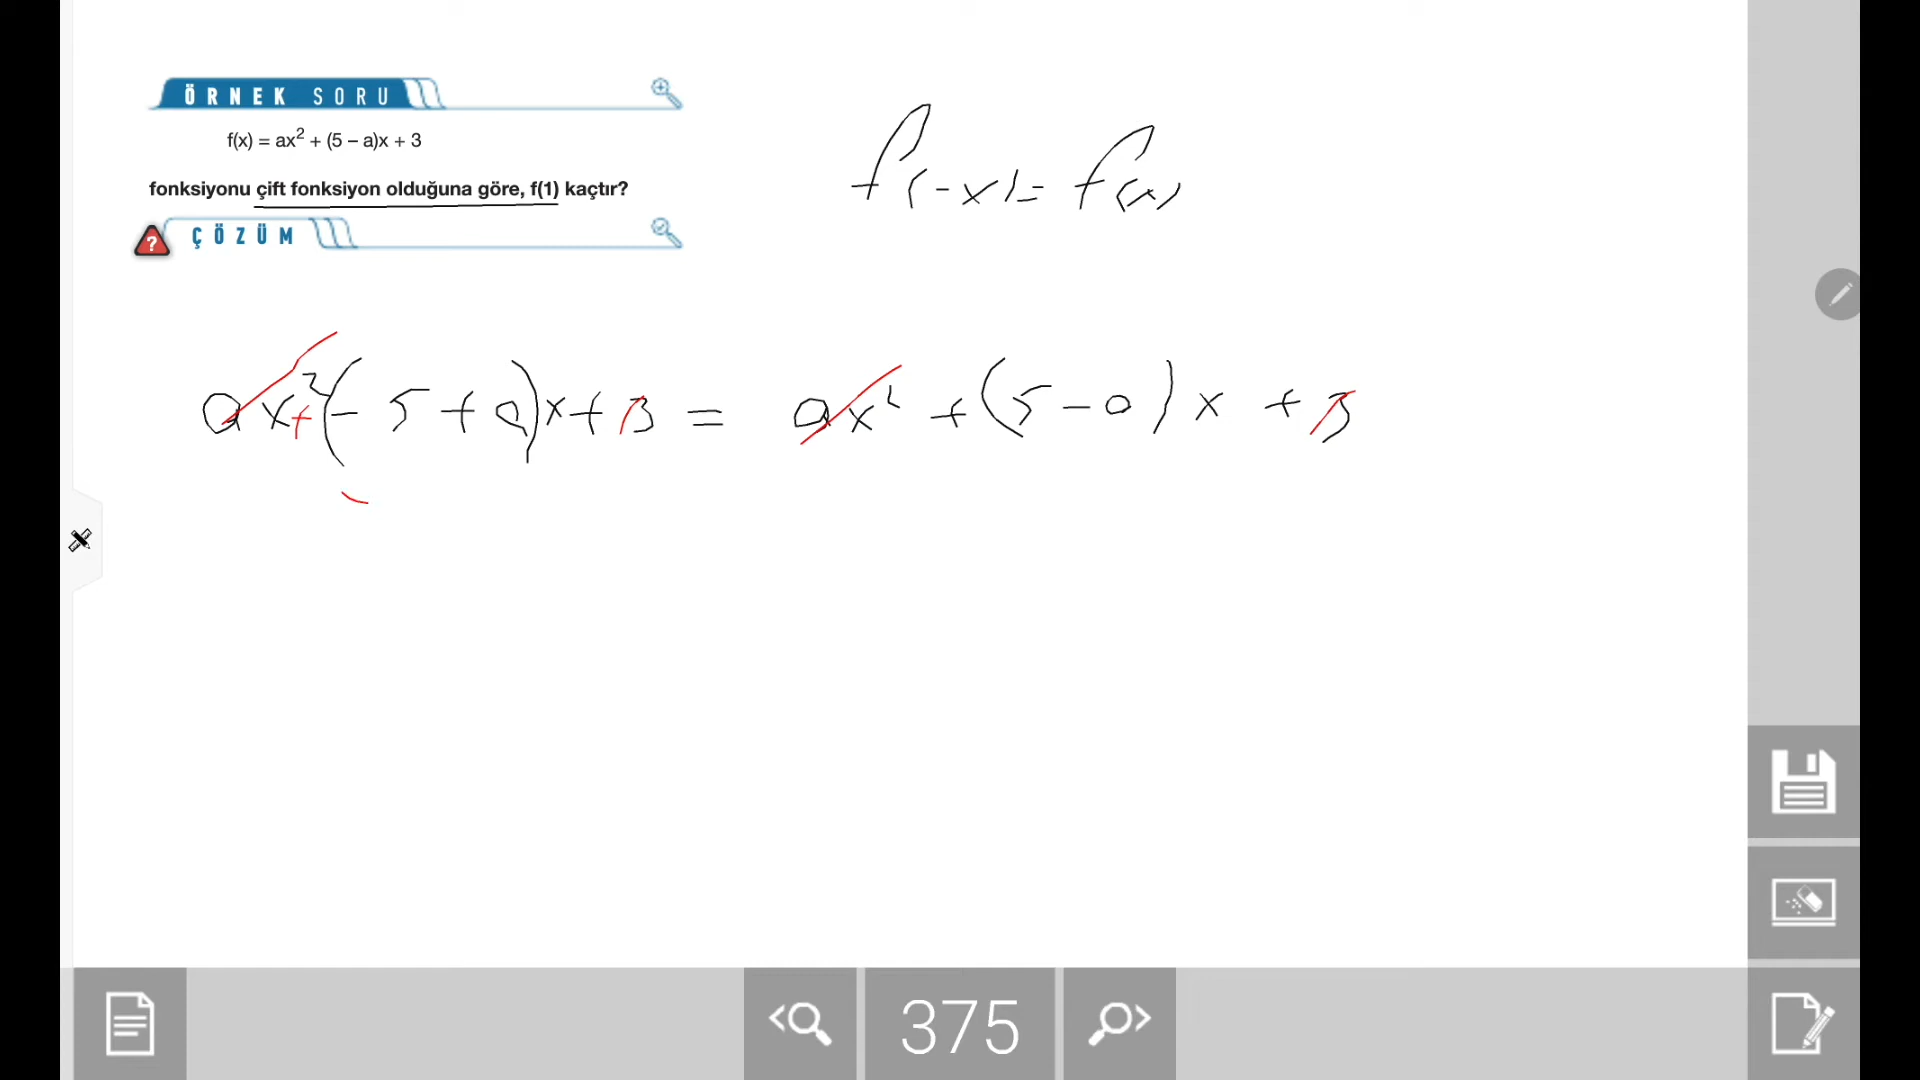 ÖRNEK SORU
f(x) = ax² + (5 – a)x + 3
fonksiyonu çift fonksiyon olduğuna göre, f(1) kaçtır?
ÇÖZÜM
f(-x) = f(x)
ax² + (-5 + a)x + 3 = ax² + (5 - a)x + 3
375